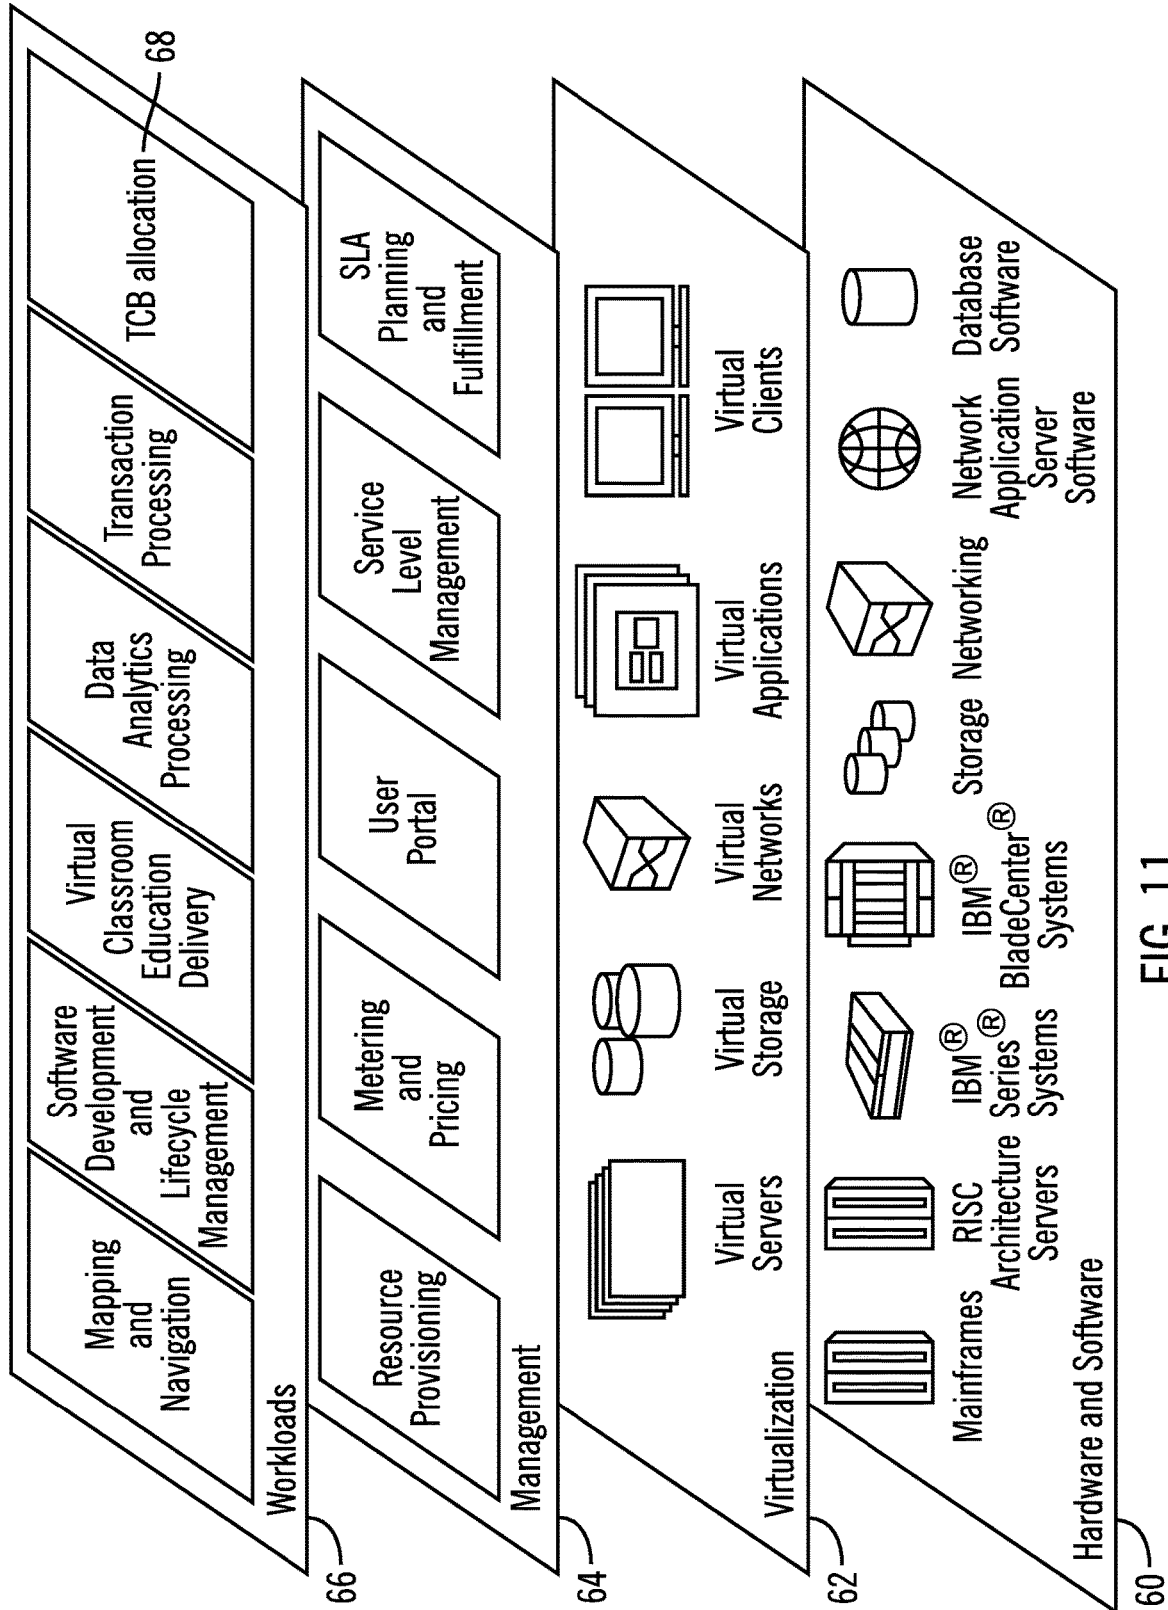 Mapping
and
Navigation
Software
Development
and
Lifecycle
Management
Virtual
Classroom
Education
Delivery
Data
Analytics
Processing
Transaction
Processing
TCB allocation
68
Workloads
66
Resource
Provisioning
Metering
and
Pricing
User
Portal
Service
Level
Management
SLA
Planning
and
Fulfillment
Management
64
Virtual
Servers
Virtual
Storage
Virtual
Networks
Virtual
Applications
Virtual
Clients
Virtualization
62
Mainframes
RISC
Architecture
Servers
IBM®
Series®
Systems
IBM®
BladeCenter®
Systems
Storage
Networking
Network
Application
Server
Software
Database
Software
Hardware and Software
60
FIG. 11